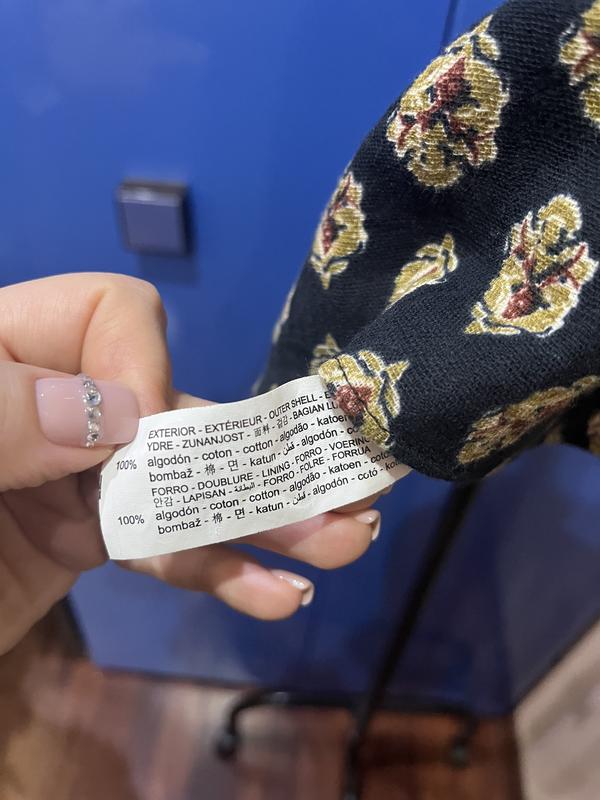 EXTERIOR - EXTÉRIEUR - OUTER SHELL -
YDRE - ZUNANJOST - 面料 - 겉감 - BAGIAN
100% algodón - coton - cotton - algodão - katoen
bombaž - 棉 - 면 - katun - قطن - algodón -
FORRO - DOUBLURE - LINING - FORRO - VOERING
안감 - LAPISAN - البطانة - FORRO - FOLRE - FORRUA
100% algodón - coton - cotton - algodão - katoen -
bombaž - 棉 - 면 - katun - قطن - algodón - cotó -